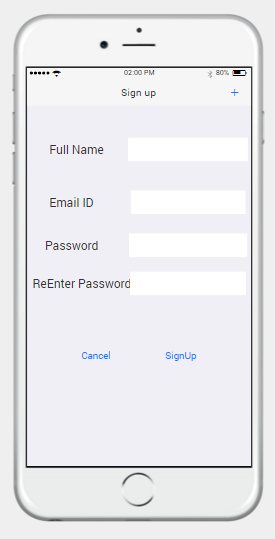 02:00 PM 80%
Sign up +
Full Name
Email ID
Password
ReEnter Password
Cancel SignUp